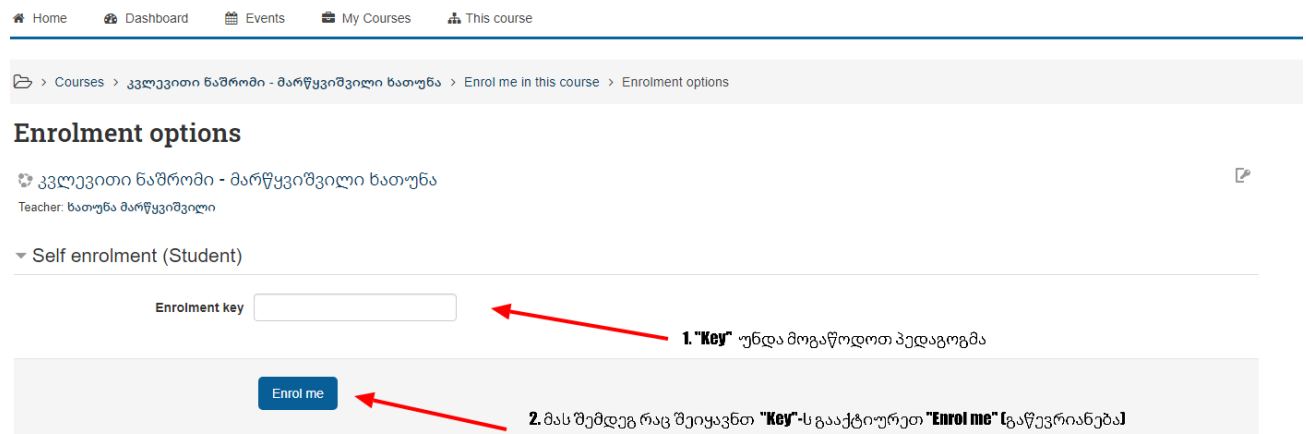 Home Dashboard Events My Courses This course
Courses > კვლევითი ნაშრომი - მარწყვიშვილი ხათუნა > Enrol me in this course > Enrolment options
Enrolment options
კვლევითი ნაშრომი - მარწყვიშვილი ხათუნა
Teacher: ხათუნა მარწყვიშვილი
Self enrolment (Student)
Enrolment key
1. "Key" უნდა მოგაწოდოთ პედაგოგმა
Enrol me
2. მას შემდეგ რაც შეიყავნთ "Key"-ს გააქტიურეთ "Enrol me" (გაწევრიანება)